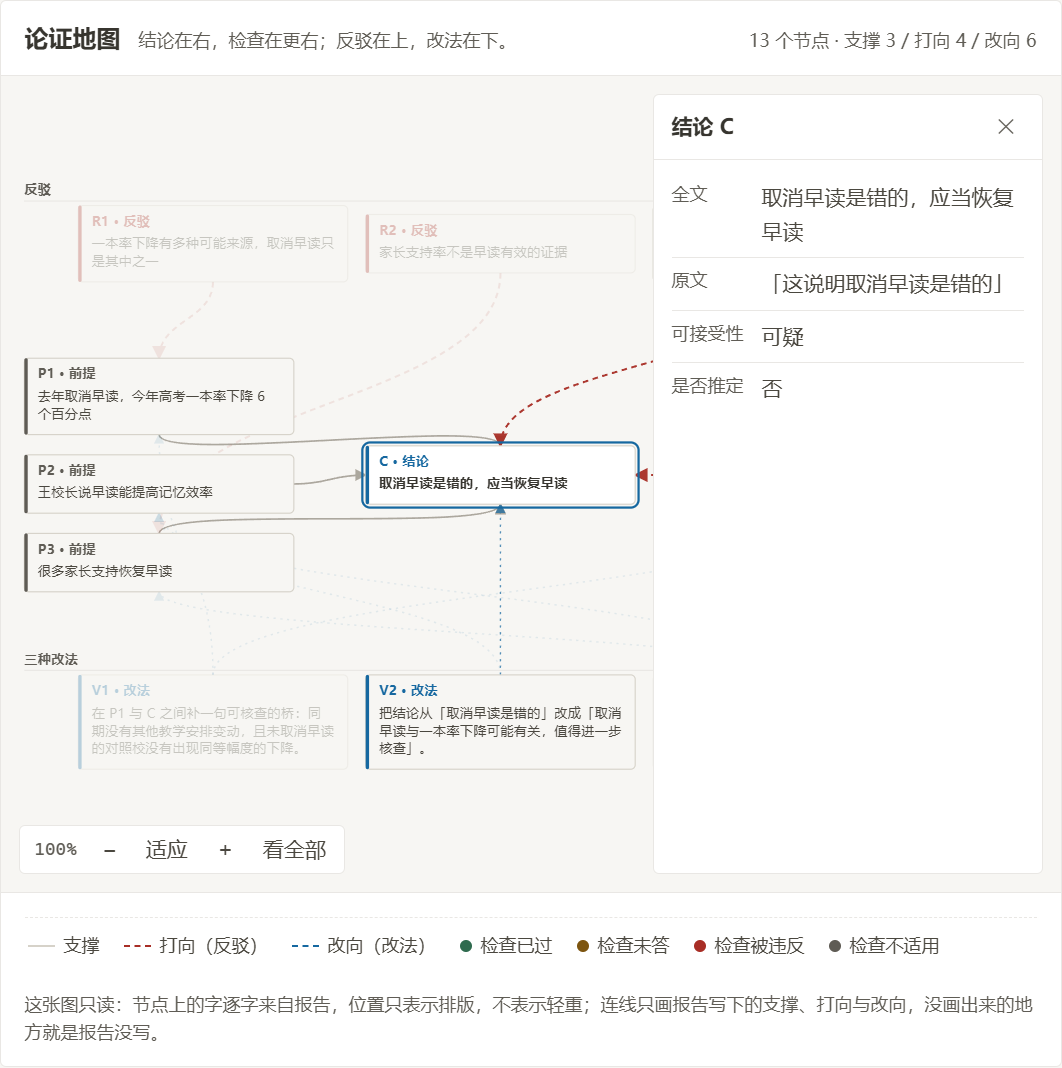 论证地图
结论在右，检查在更右；反驳在上，改法在下。
13 个节点 · 支撑 3 / 打向 4 / 改向 6
反驳
R1 • 反驳
一本率下降有多种可能来源，取消早读只
是其中之一
R2 • 反驳
家长支持率不是早读有效的证据
P1 • 前提
去年取消早读，今年高考一本率下降 6
个百分点
P2 • 前提
王校长说早读能提高记忆效率
P3 • 前提
很多家长支持恢复早读
C • 结论
取消早读是错的，应当恢复早读
三种改法
V1 • 改法
在 P1 与 C 之间补一句可核查的桥：同
期没有其他教学安排变动，且未取消早读
的对照校没有出现同等幅度的下降。
V2 • 改法
把结论从「取消早读是错的」改成「取消
早读与一本率下降可能有关，值得进一步
核查」。
结论 C
全文
取消早读是错的，应当恢复
早读
原文
「这说明取消早读是错的」
可接受性
可疑
是否推定
否
100%
−
适应
+
看全部
支撑
打向（反驳）
改向（改法）
检查已过
检查未答
检查被违反
检查不适用
这张图只读：节点上的字逐字来自报告，位置只表示排版，不表示轻重；连线只画报告写下的支撑、打向与改向，没画出来的地
方就是报告没写。